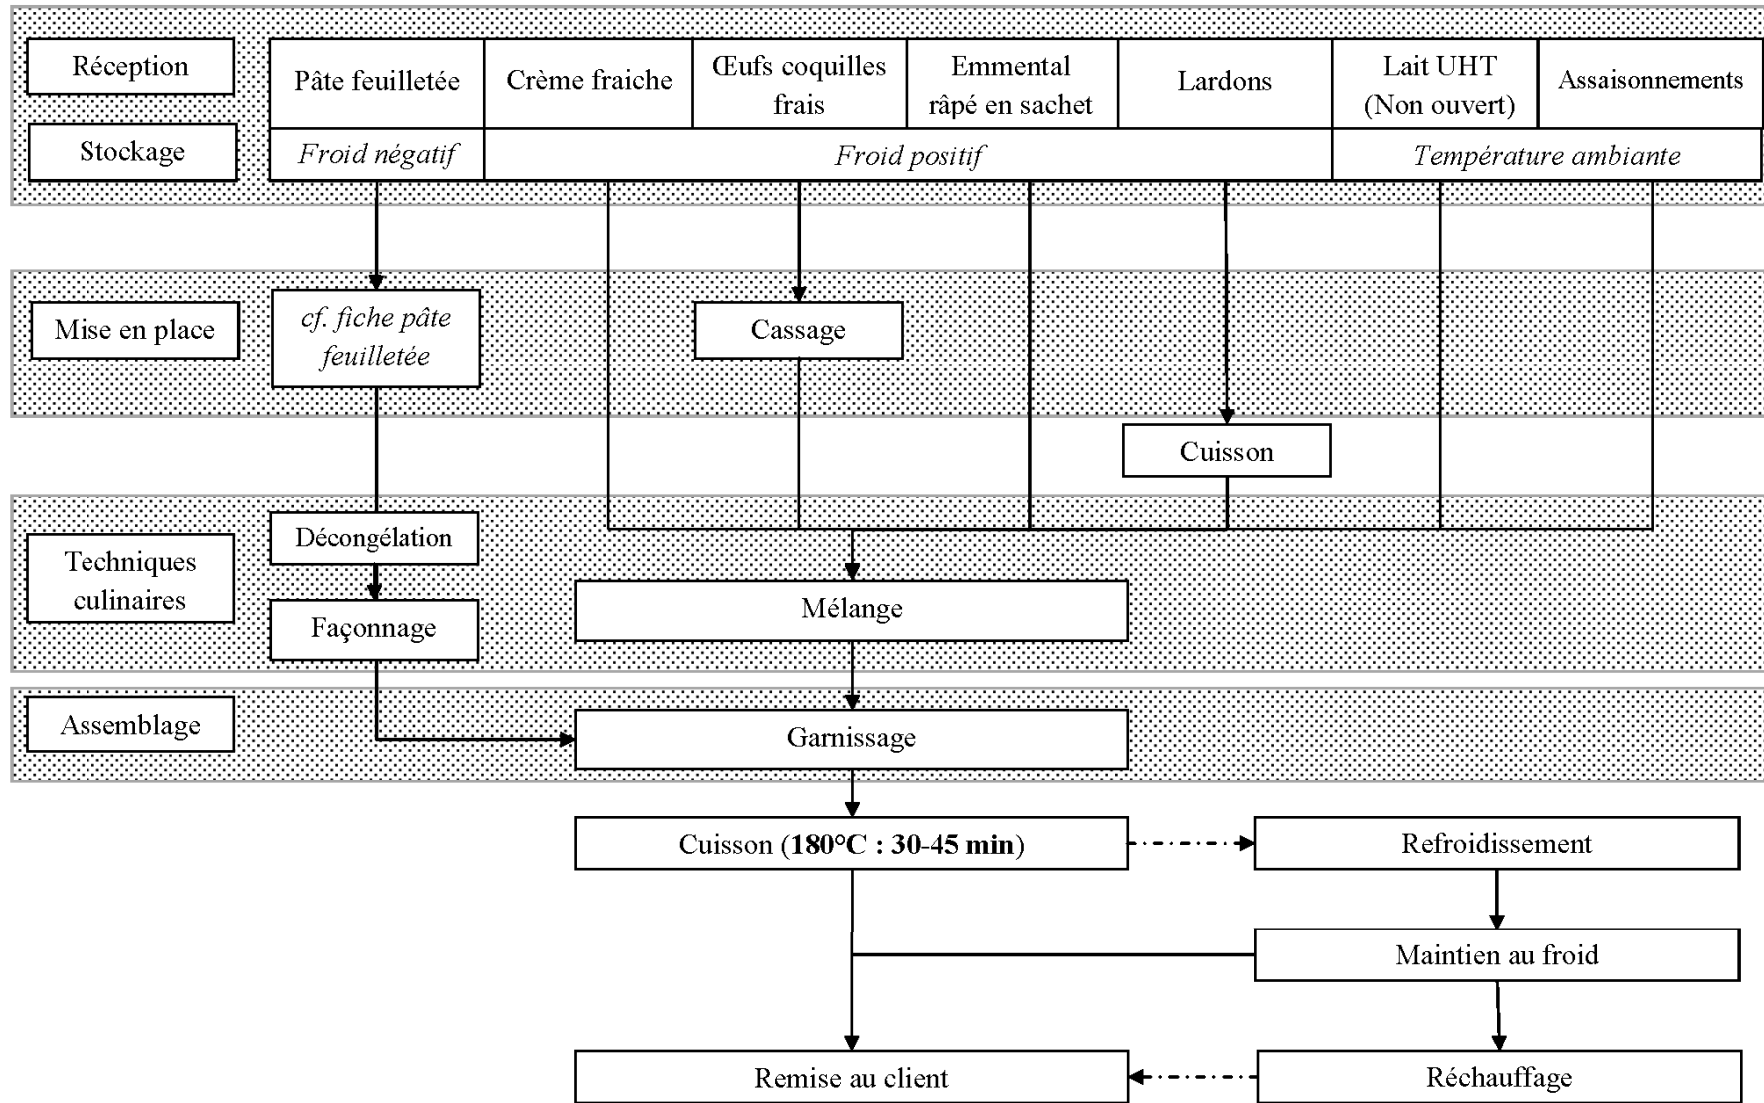 Réception
Pâte feuilletée
Crème fraiche
Œufs coquilles
frais
Emmental
râpé en sachet
Lardons
Lait UHT
(Non ouvert)
Assaisonnements
Stockage
Froid négatif
Froid positif
Température ambiante
Mise en place
cf. fiche pâte
feuilletée
Cassage
Cuisson
Techniques
culinaires
Décongélation
Façonnage
Mélange
Assemblage
Garnissage
Cuisson (180°C : 30-45 min)
Refroidissement
Maintien au froid
Remise au client
Réchauffage